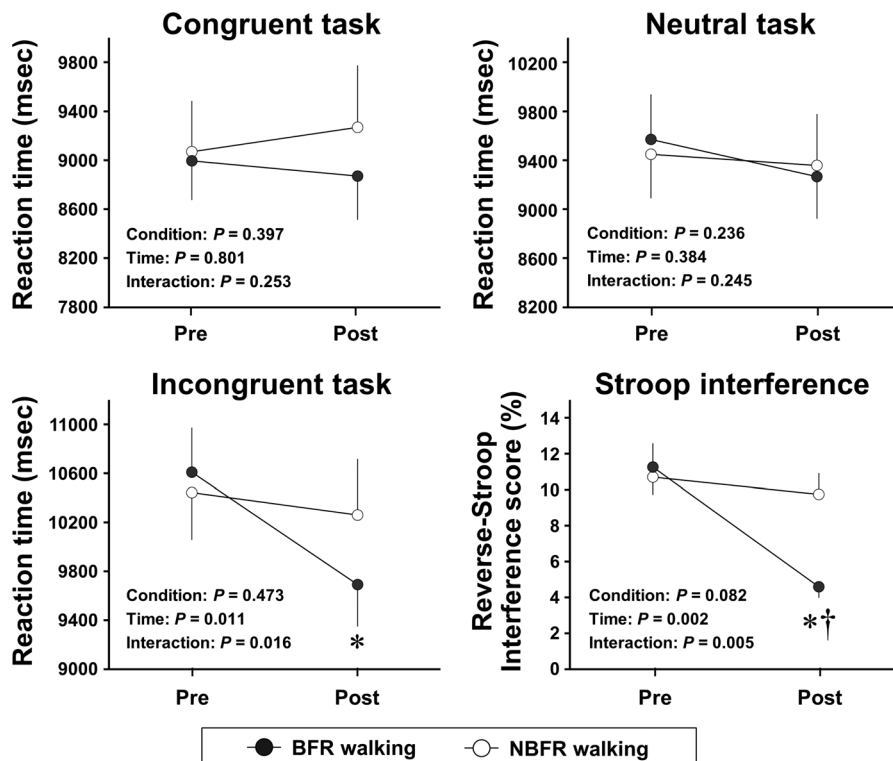 Congruent task
Reaction time (msec)
9800
9400
9000
8600
8200
7800
Condition: P = 0.397
Time: P = 0.801
Interaction: P = 0.253
Pre
Post
Neutral task
Reaction time (msec)
10200
9800
9400
9000
8600
8200
Condition: P = 0.236
Time: P = 0.384
Interaction: P = 0.245
Pre
Post
Incongruent task
Reaction time (msec)
11000
10600
10200
9800
9400
9000
Condition: P = 0.473
Time: P = 0.011
Interaction: P = 0.016
*
Pre
Post
Stroop interference
Reverse-Stroop
Interference score (%)
14
12
10
8
6
4
2
0
Condition: P = 0.082
Time: P = 0.002
Interaction: P = 0.005
*†
Pre
Post
BFR walking
NBFR walking